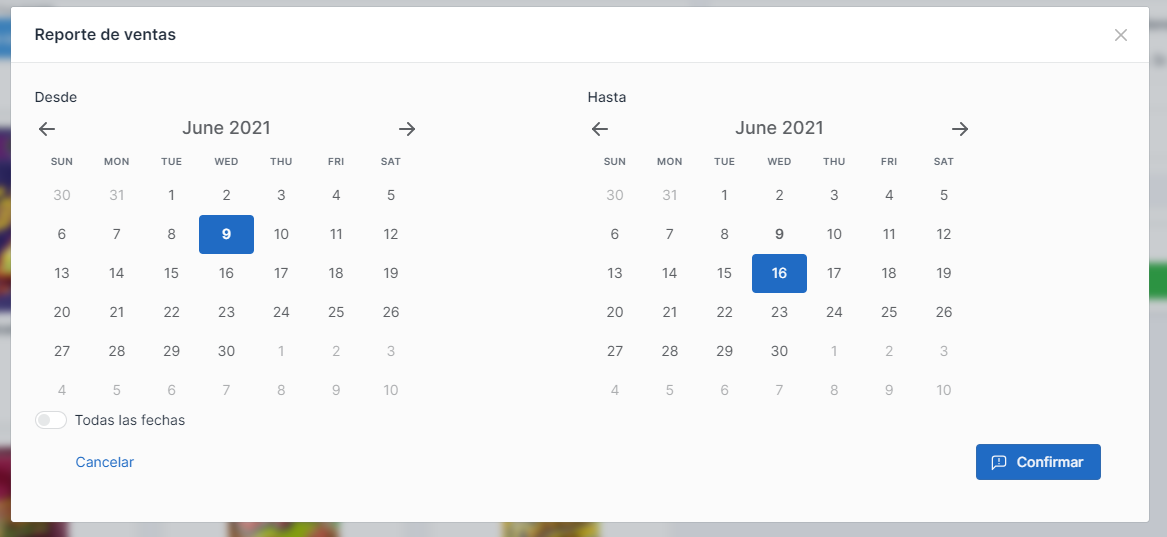 Reporte de ventas
Desde
June 2021
SUN MON TUE WED THU FRI SAT
30 31 1 2 3 4 5
6 7 8 9 10 11 12
13 14 15 16 17 18 19
20 21 22 23 24 25 26
27 28 29 30 1 2 3
4 5 6 7 8 9 10
Hasta
June 2021
SUN MON TUE WED THU FRI SAT
30 31 1 2 3 4 5
6 7 8 9 10 11 12
13 14 15 16 17 18 19
20 21 22 23 24 25 26
27 28 29 30 1 2 3
4 5 6 7 8 9 10
Todas las fechas
Cancelar
Confirmar